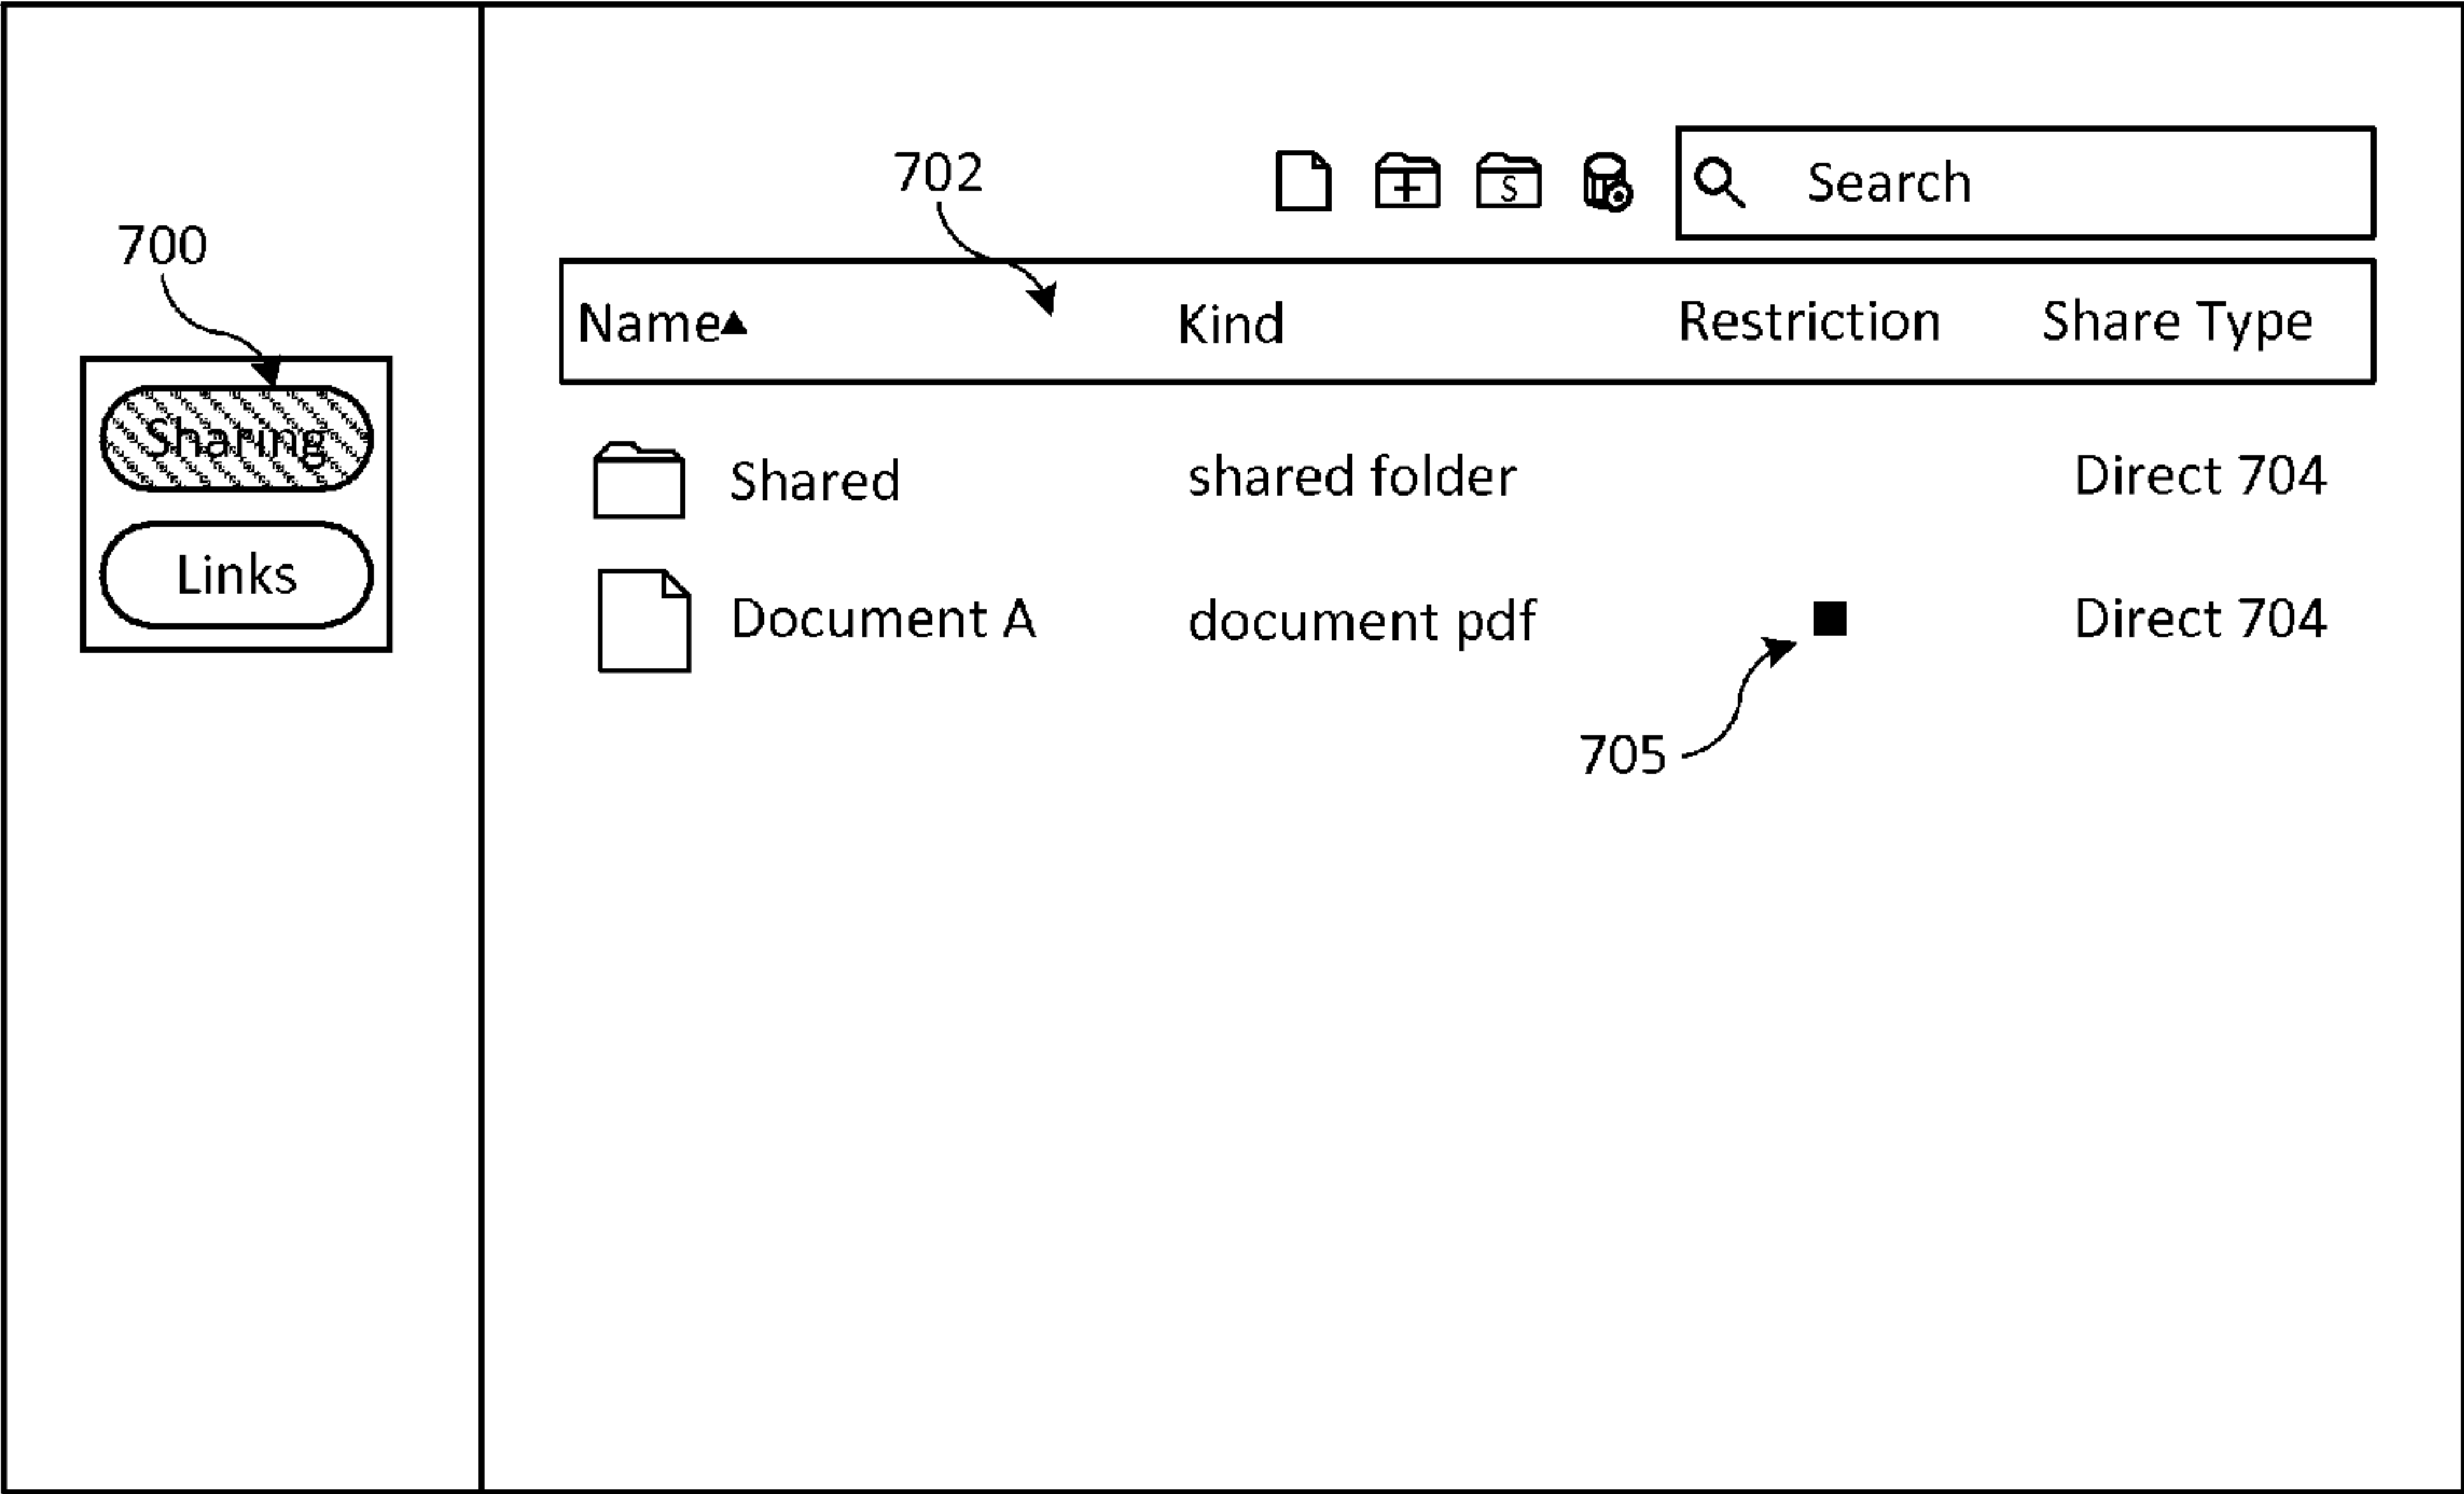 700
Sharing
Links
702
S
Search
Name▲ Kind Restriction Share Type
Shared shared folder Direct 704
Document A document pdf ■ Direct 704
705